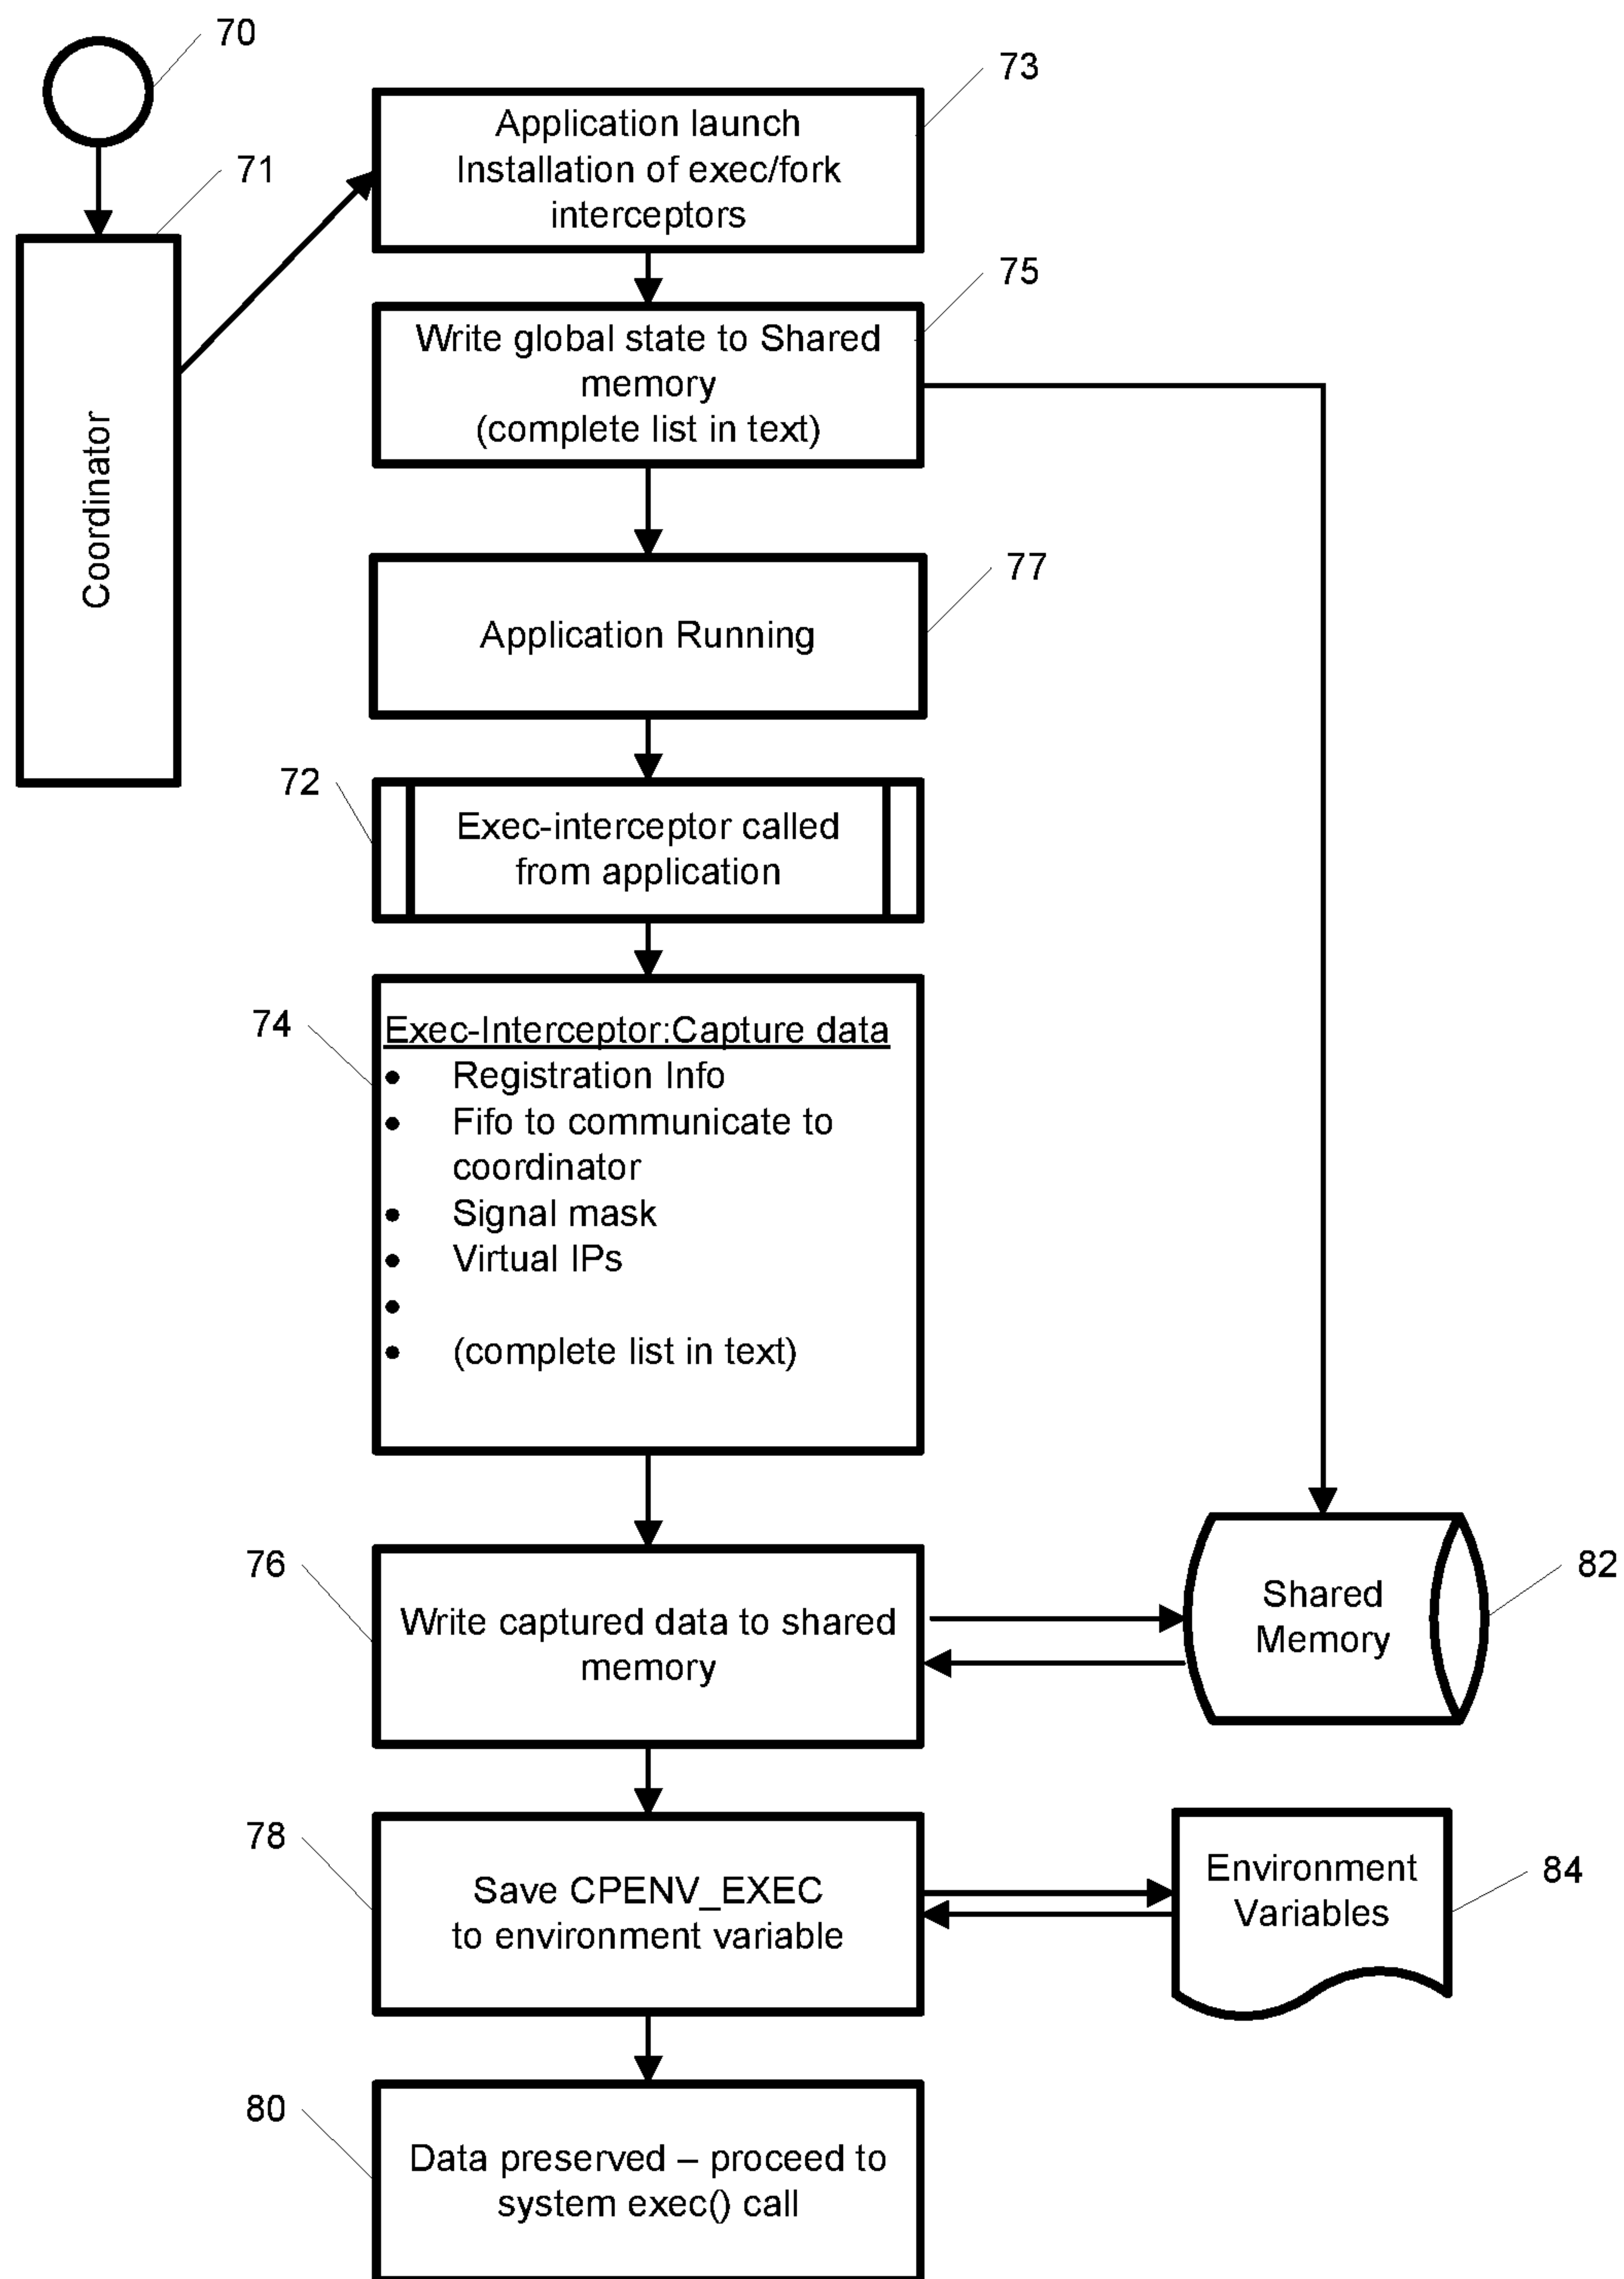 70
73
Application launch
Installation of exec/fork
interceptors
71
Coordinator
75
Write global state to Shared
memory
(complete list in text)
77
Application Running
72
Exec-interceptor called
from application
74
Exec-Interceptor:Capture data
• Registration Info
• Fifo to communicate to
coordinator
• Signal mask
• Virtual IPs
•
• (complete list in text)
76
Write captured data to shared
memory
Shared
Memory
82
78
Save CPENV_EXEC
to environment variable
Environment
Variables
84
80
Data preserved – proceed to
system exec() call